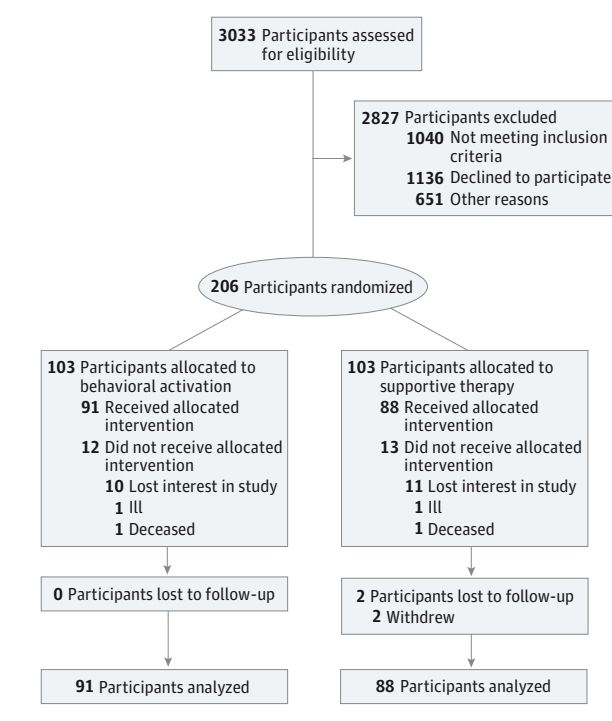 3033 Participants assessed
for eligibility
2827 Participants excluded
1040 Not meeting inclusion
criteria
1136 Declined to participate
651 Other reasons
206 Participants randomized
103 Participants allocated to
behavioral activation
91 Received allocated
intervention
12 Did not receive allocated
intervention
10 Lost interest in study
1 Ill
1 Deceased
103 Participants allocated to
supportive therapy
88 Received allocated
intervention
13 Did not receive allocated
intervention
11 Lost interest in study
1 Ill
1 Deceased
0 Participants lost to follow-up
2 Participants lost to follow-up
2 Withdrew
91 Participants analyzed
88 Participants analyzed